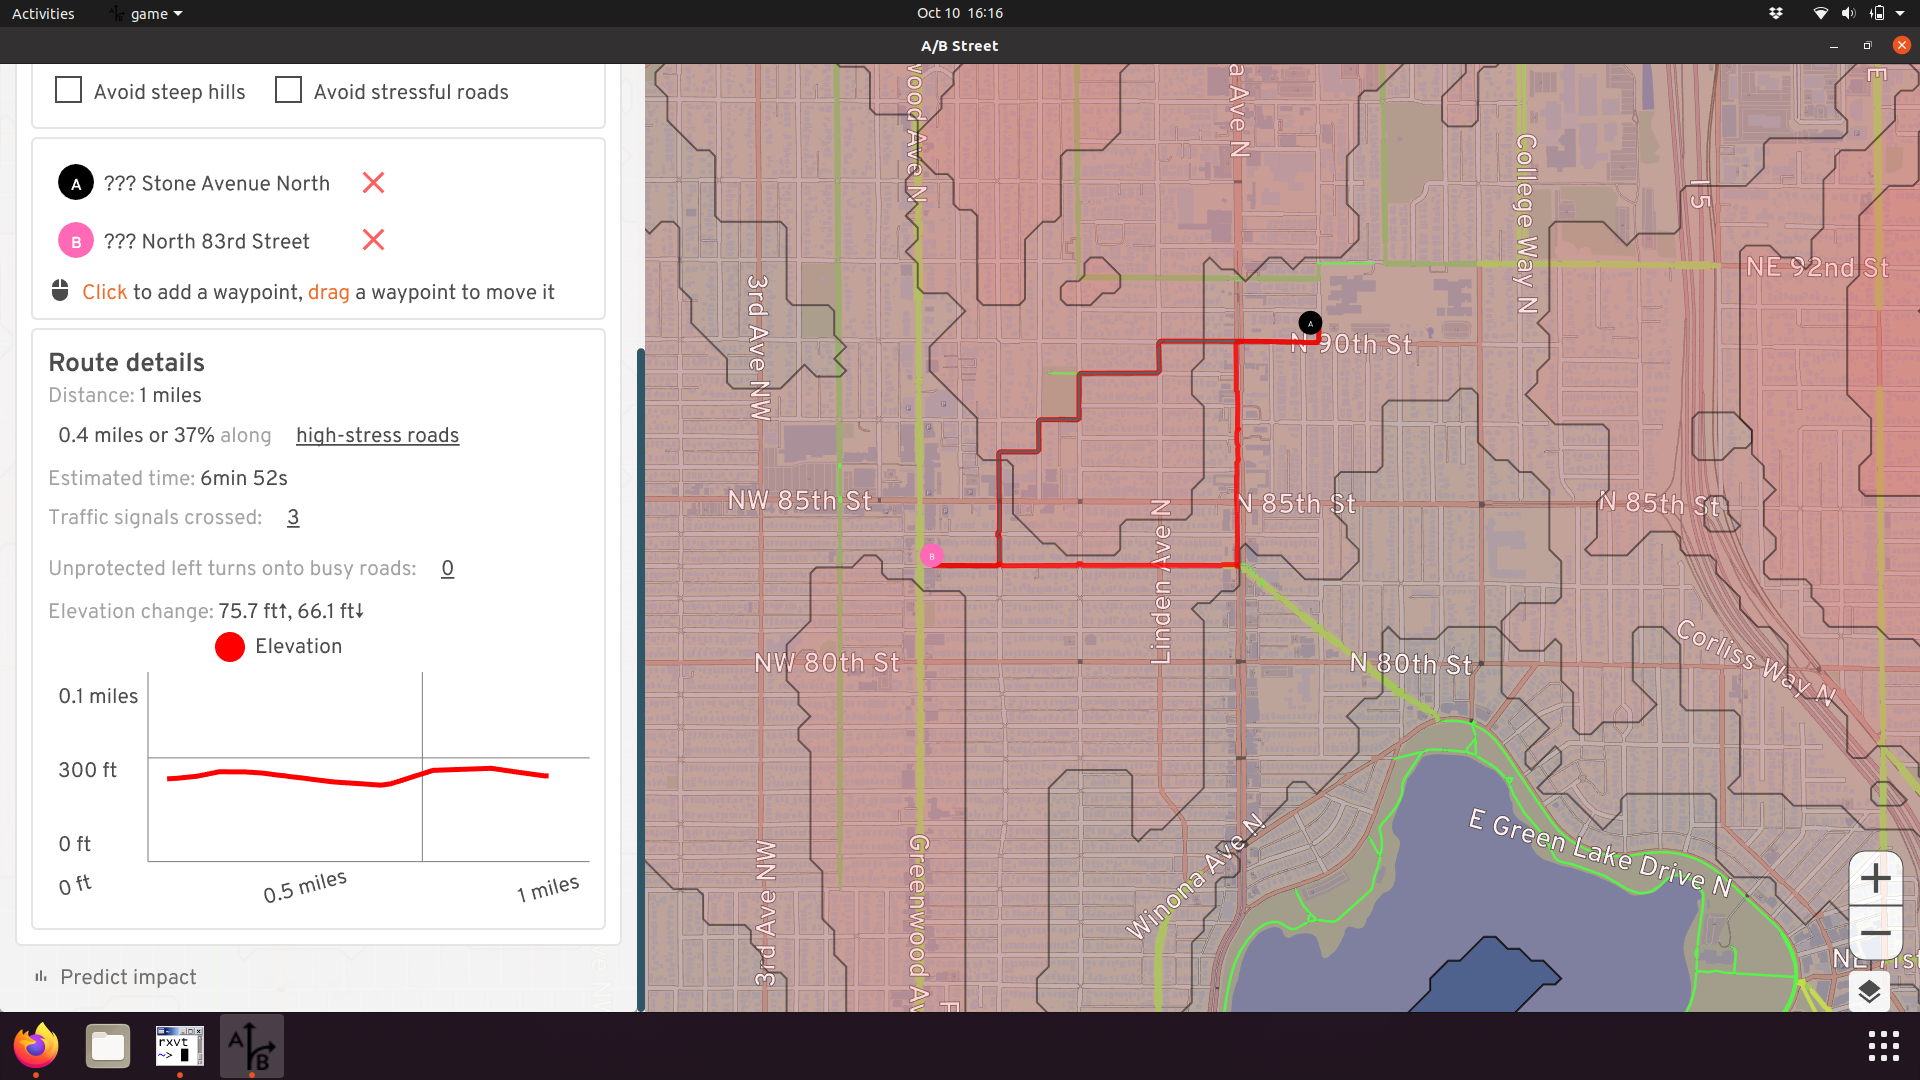 Activities
game
Oct 10 16:16
A/B Street
Avoid steep hills
Avoid stressful roads
A
??? Stone Avenue North
B
??? North 83rd Street
Click to add a waypoint, drag a waypoint to move it
Route details
Distance: 1 miles
0.4 miles or 37% along high-stress roads
Estimated time: 6min 52s
Traffic signals crossed: 3
Unprotected left turns onto busy roads: 0
Elevation change: 75.7 ft↑, 66.1 ft↓
Elevation
0.1 miles
300 ft
0 ft
0 ft
0.5 miles
1 miles
Predict impact
wood Ave N
a Ave N
College Way N
I 5
E
NE 92nd St
3rd Ave NW
A
N 90th St
NW 85th St
N 85th St
N 85th St
B
Linden Ave N
NW 80th St
N 80th St
Corliss Way N
E Green Lake Drive N
Winona Ave N
3rd Ave NW
Greenwood Av
+
−
rxvt
~>
A
B